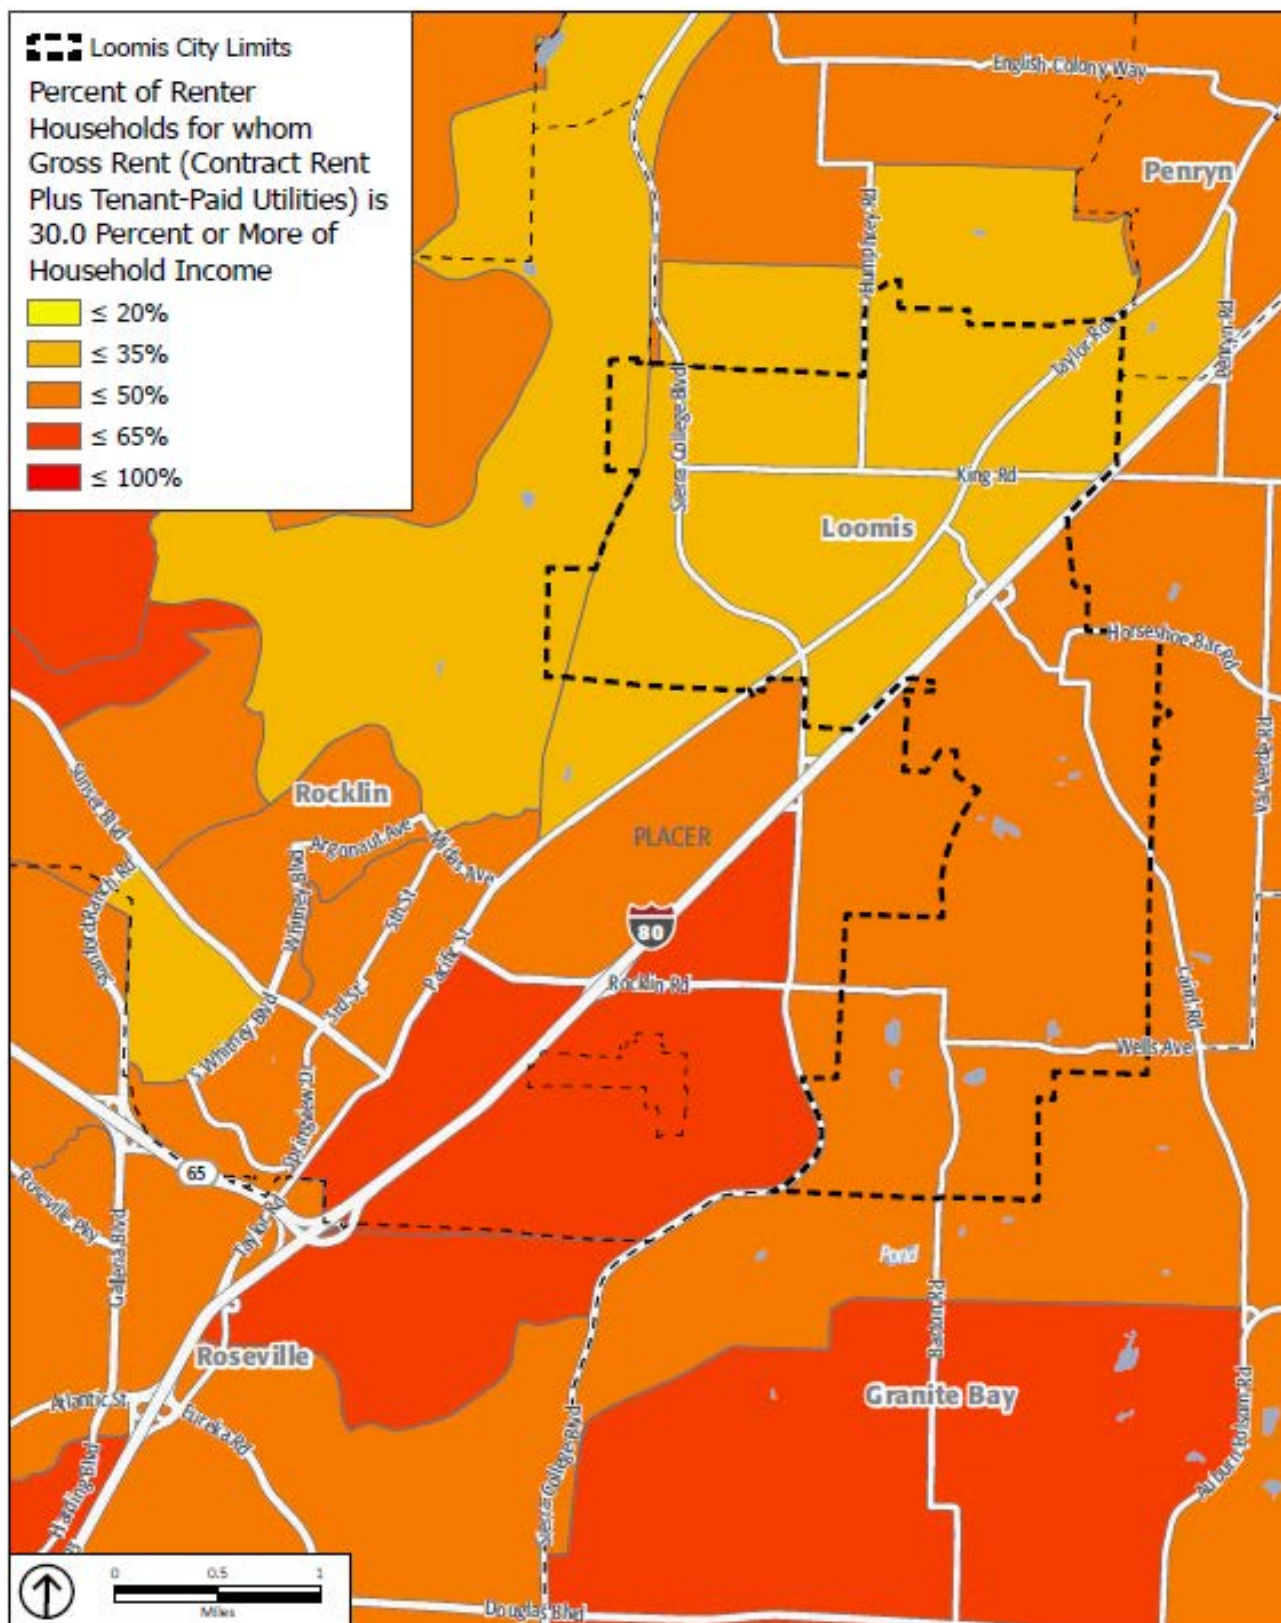 Loomis City Limits
Percent of Renter
Households for whom
Gross Rent (Contract Rent
Plus Tenant-Paid Utilities) is
30.0 Percent or More of
Household Income
≤ 20%
≤ 35%
≤ 50%
≤ 65%
≤ 100%
English Colony Way
Penryn
Humphrey Rd
Taylor Rd
Penryn Rd
Sierra College Blvd
King Rd
Loomis
Horseshoe Bar Rd
Val Verde Rd
Sunset Blvd
Rocklin
Argonaut Ave
Midas Ave
PLACER
Stanford Ranch Rd
Whitney Blvd
5th St
Pacific St
80
Rocklin Rd
Laird Rd
3rd St
S Whitney Blvd
Wells Ave
Springview Dr
65
Roseville Pky
Galleria Blvd
Taylor Rd
Pond
Barton Rd
Roseville
Granite Bay
Atlantic St
Eureka Rd
Harding Blvd
Sierra College Blvd
Auburn Folsom Rd
0 0.5 1
Miles
Douglas Blvd